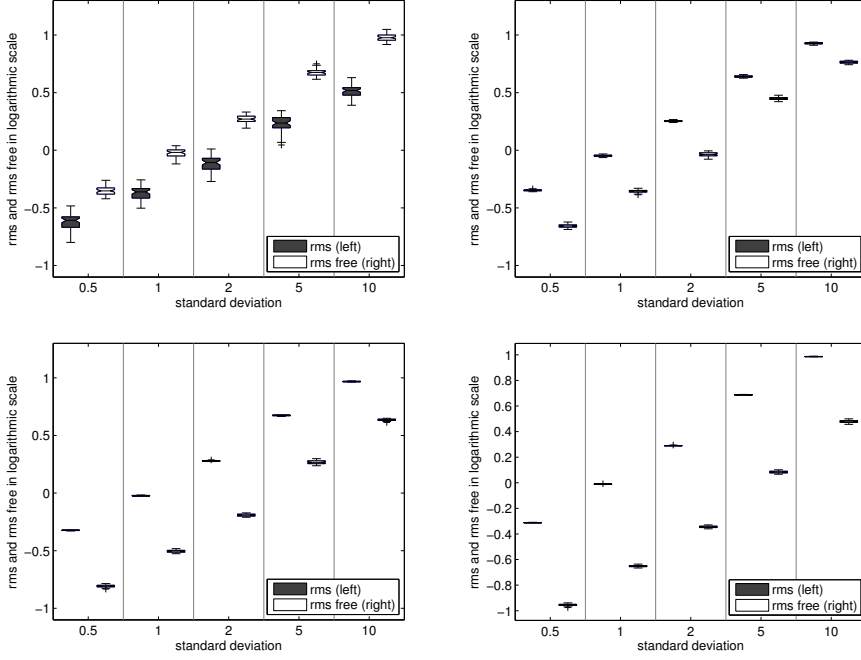 rms and rms free in logarithmic scale
1
0.5
0
−0.5
−1
rms (left)
rms free (right)
0.5 1 2 5 10
standard deviation
rms and rms free in logarithmic scale
1
0.5
0
−0.5
−1
rms (left)
rms free (right)
0.5 1 2 5 10
standard deviation
rms and rms free in logarithmic scale
1
0.5
0
−0.5
−1
rms (left)
rms free (right)
0.5 1 2 5 10
standard deviation
rms and rms free in logarithmic scale
1
0.8
0.6
0.4
0.2
0
−0.2
−0.4
−0.6
−0.8
−1
rms (left)
rms free (right)
0.5 1 2 5 10
standard deviation